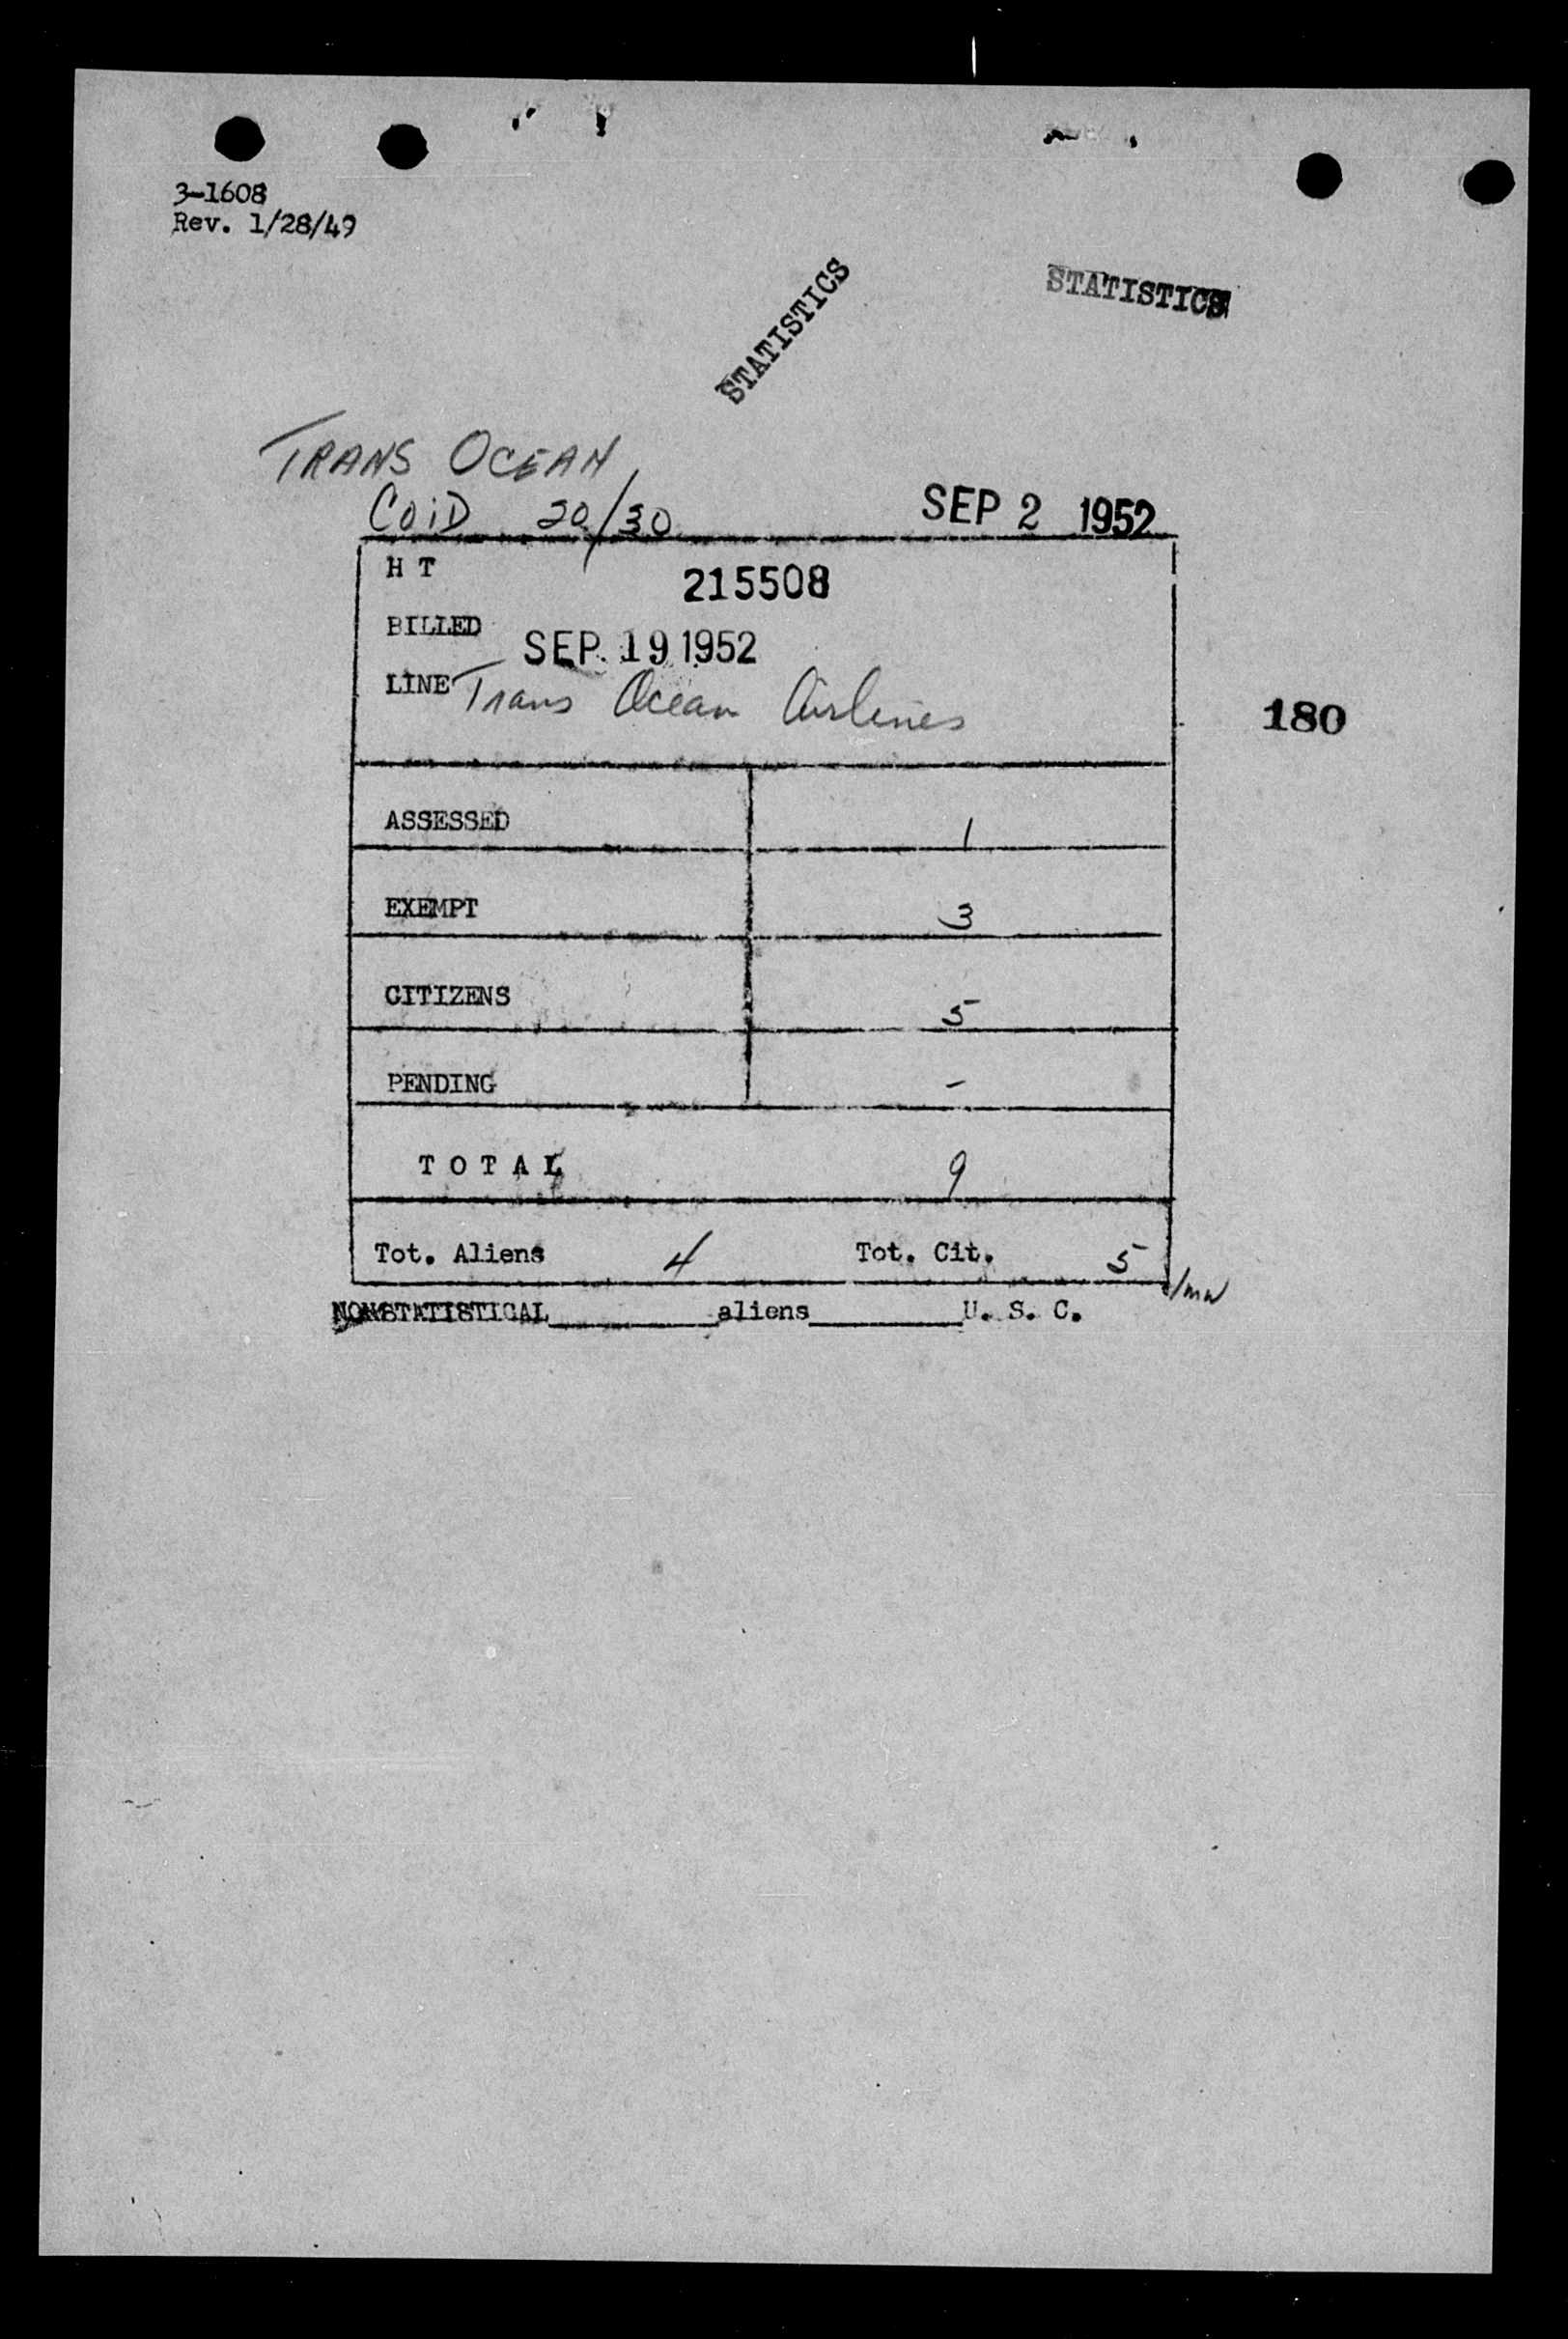 3-1608
Rev. 1/28/49
STATISTICS
STATISTICS
TRANS OCEAN
CoiD 20/30 SEP 2 1952
H T 215508
BILLED SEP 19 1952
LINE Trans Ocean Airlines
180
ASSESSED 1
EXEMPT 3
CITIZENS 5
PENDING -
TOTAL 9
Tot. Aliens 4 Tot. Cit. 5
/mw
NONSTATISTICAL________aliens________U. S. C.